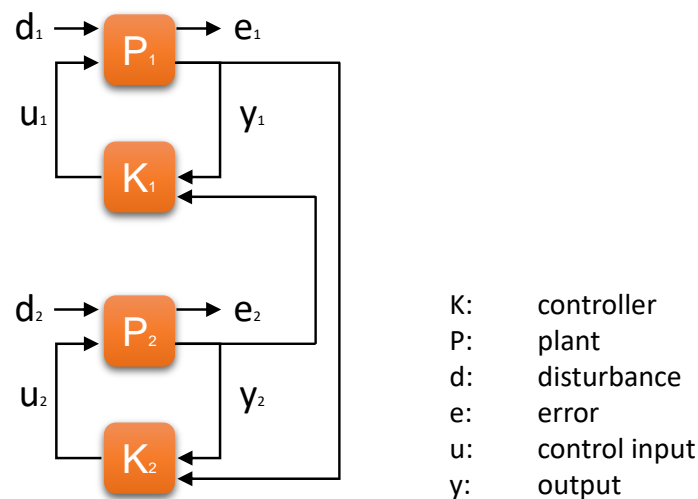 d₁ P₁ e₁
u₁ y₁
K₁
d₂ P₂ e₂
u₂ y₂
K₂
K: controller
P: plant
d: disturbance
e: error
u: control input
y: output